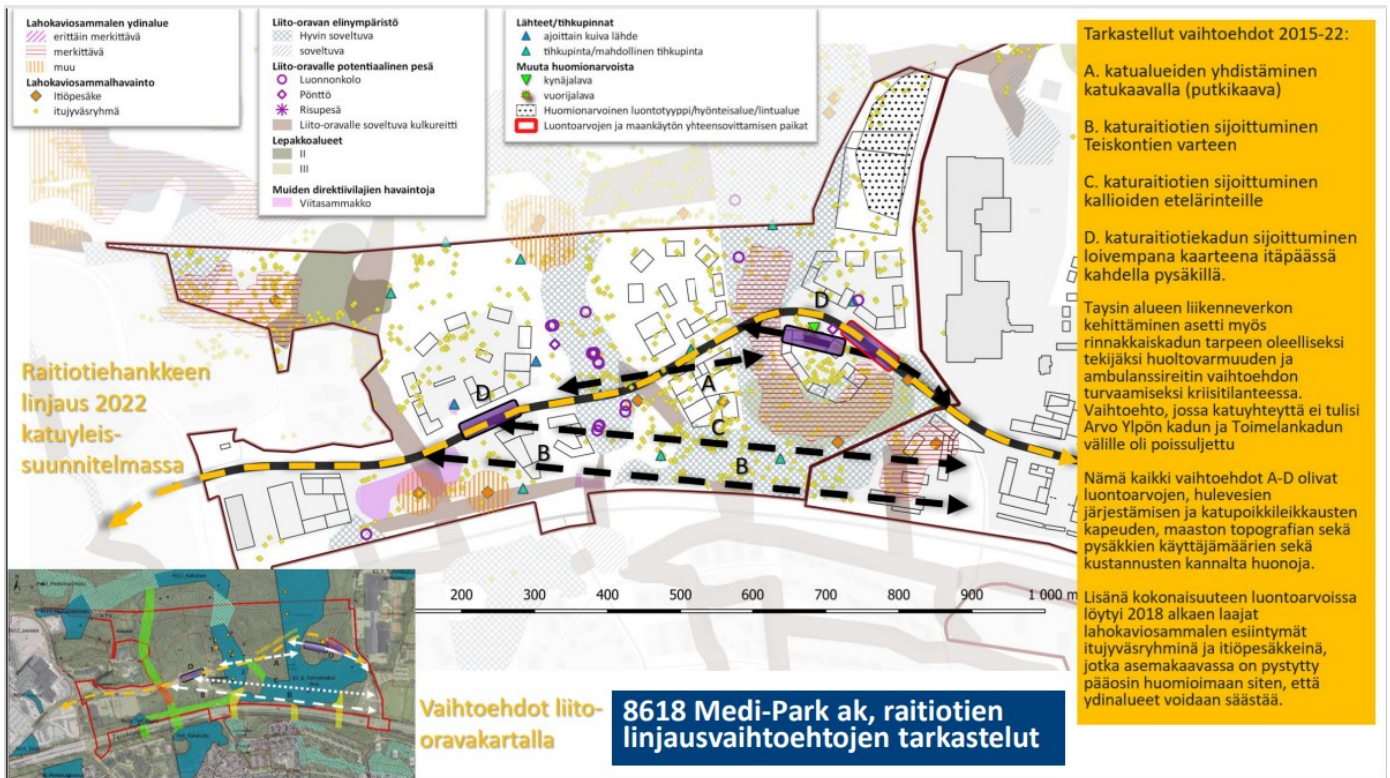 Lahokaviosammalen ydinalue
erittäin merkittävä
merkittävä
muu
Lahokaviosammalhavainto
Itiöpesäke
itujyväsryhmä
Liito-oravan elinympäristö
Hyvin soveltuva
soveltuva
Liito-oravalle potentiaalinen pesä
Luonnonkolo
Pönttö
Risupesä
Liito-oravalle soveltuva kulkureitti
Lepakkoalueet
II
III
Muiden direktiivilajien havaintoja
Viitasammakko
Lähteet/tihkupinnat
ajoittain kuiva lähde
tihkupinta/mahdollinen tihkupinta
Muuta huomionarvoista
kynäjalava
vuorijalava
Huomionarvoinen luontotyyppi/hyönteisalue/lintualue
Luontoarvojen ja maankäytön yhteensovittamisen paikat
Raitiotiehankkeen
linjaus 2022
katuyleis-
suunnitelmassa
D
D
A
C
B
B
200 300 400 500 600 700 800 900 1 000 m
D
D
A
C
B
B
Vaihtoehdot liito-
oravakartalla
8618 Medi-Park ak, raitiotien
linjausvaihtoehtojen tarkastelut
Tarkastellut vaihtoehdot 2015-22:
A. katualueiden yhdistäminen
katukaavalla (putkikaava)
B. katuraitiotien sijoittuminen
Teiskontien varteen
C. katuraitiotien sijoittuminen
kallioiden etelärinteille
D. katuraitiotiekadun sijoittuminen
loivempana kaarteena itäpäässä
kahdella pysäkillä.
Taysin alueen liikenneverkon
kehittäminen asetti myös
rinnakkaiskadun tarpeen oleelliseksi
tekijäksi huoltovarmuuden ja
ambulanssireitin vaihtoehdon
turvaamiseksi kriisitilanteessa.
Vaihtoehto, jossa katuyhteyttä ei tulisi
Arvo Ylpön kadun ja Toimelankadun
välille oli poissuljettu
Nämä kaikki vaihtoehdot A-D olivat
luontoarvojen, hulevesien
järjestämisen ja katupoikkileikkausten
kapeuden, maaston topografian sekä
pysäkkien käyttäjämäärien sekä
kustannusten kannalta huonoja.
Lisänä kokonaisuuteen luontoarvoissa
löytyi 2018 alkaen laajat
lahokaviosammalen esiintymät
itujyväsryhminä ja itiöpesäkkeinä,
jotka asemakaavassa on pystytty
pääosin huomioimaan siten, että
ydinalueet voidaan säästää.